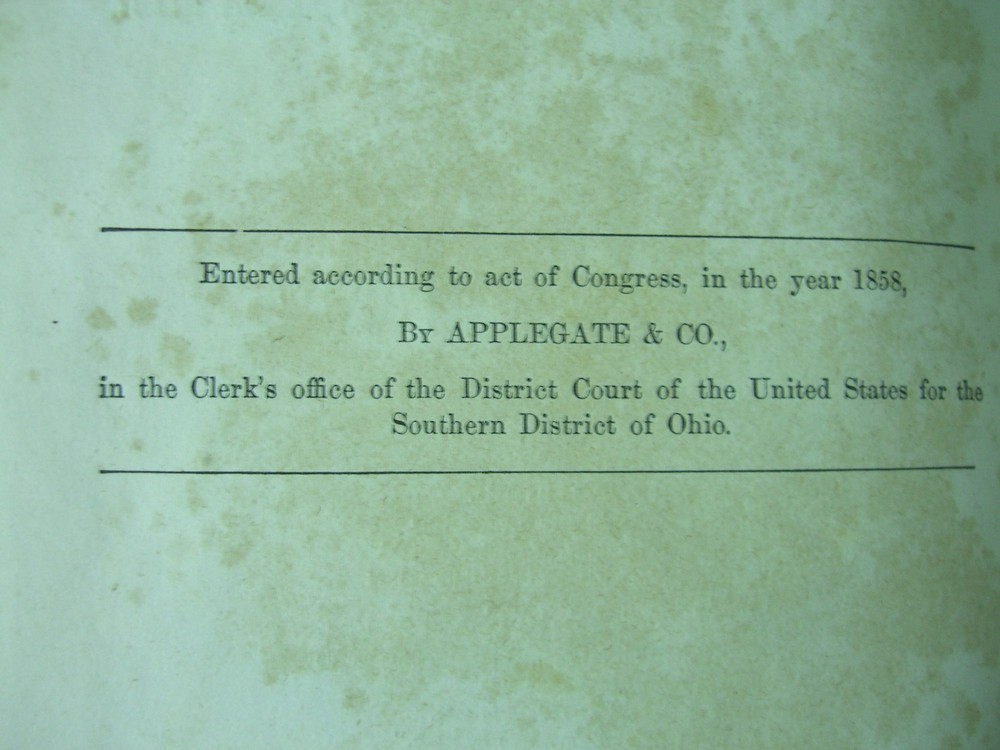 Entered according to act of Congress, in the year 1858,
By APPLEGATE & CO.,
in the Clerk's office of the District Court of the United States for the
Southern District of Ohio.